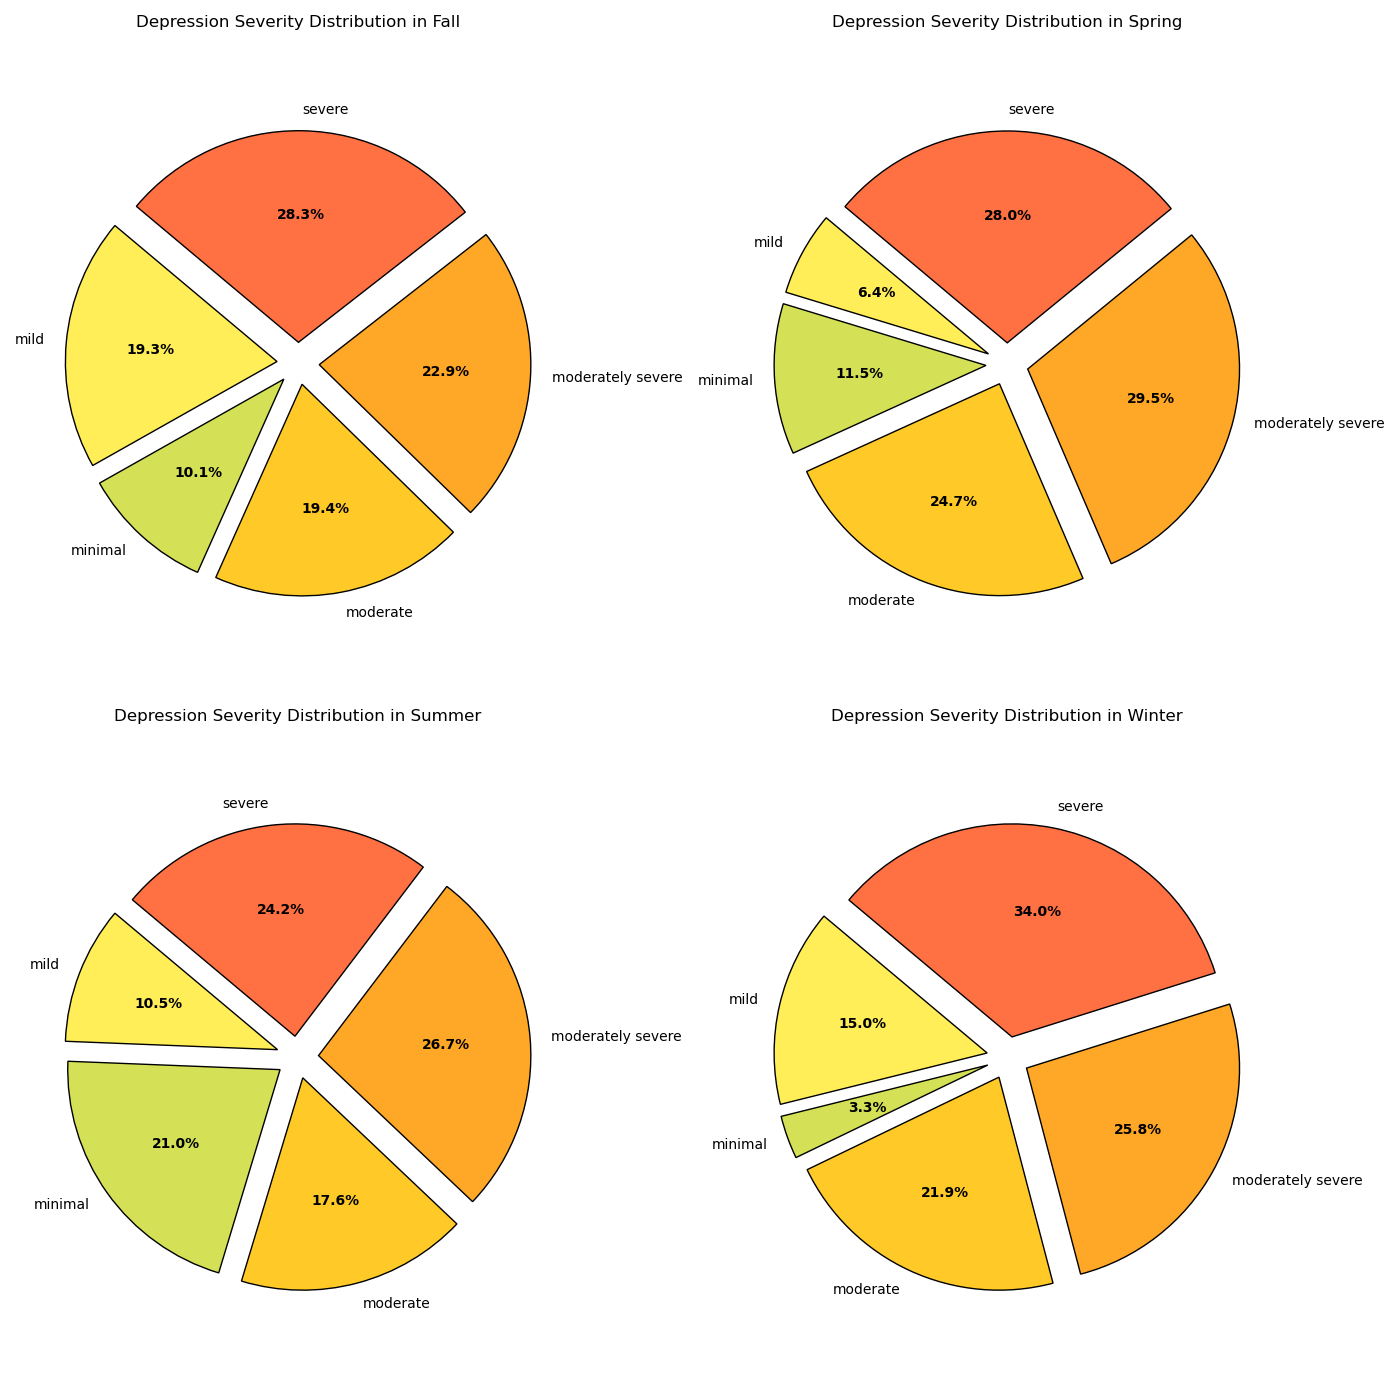 Depression Severity Distribution in Fall
severe
28.3%
mild
19.3%
22.9%
moderately severe
10.1%
19.4%
minimal
moderate
Depression Severity Distribution in Spring
severe
28.0%
mild
6.4%
minimal
11.5%
29.5%
moderately severe
24.7%
moderate
Depression Severity Distribution in Summer
severe
24.2%
mild
10.5%
26.7%
moderately severe
21.0%
minimal
17.6%
moderate
Depression Severity Distribution in Winter
severe
34.0%
mild
15.0%
3.3%
minimal
25.8%
moderately severe
21.9%
moderate